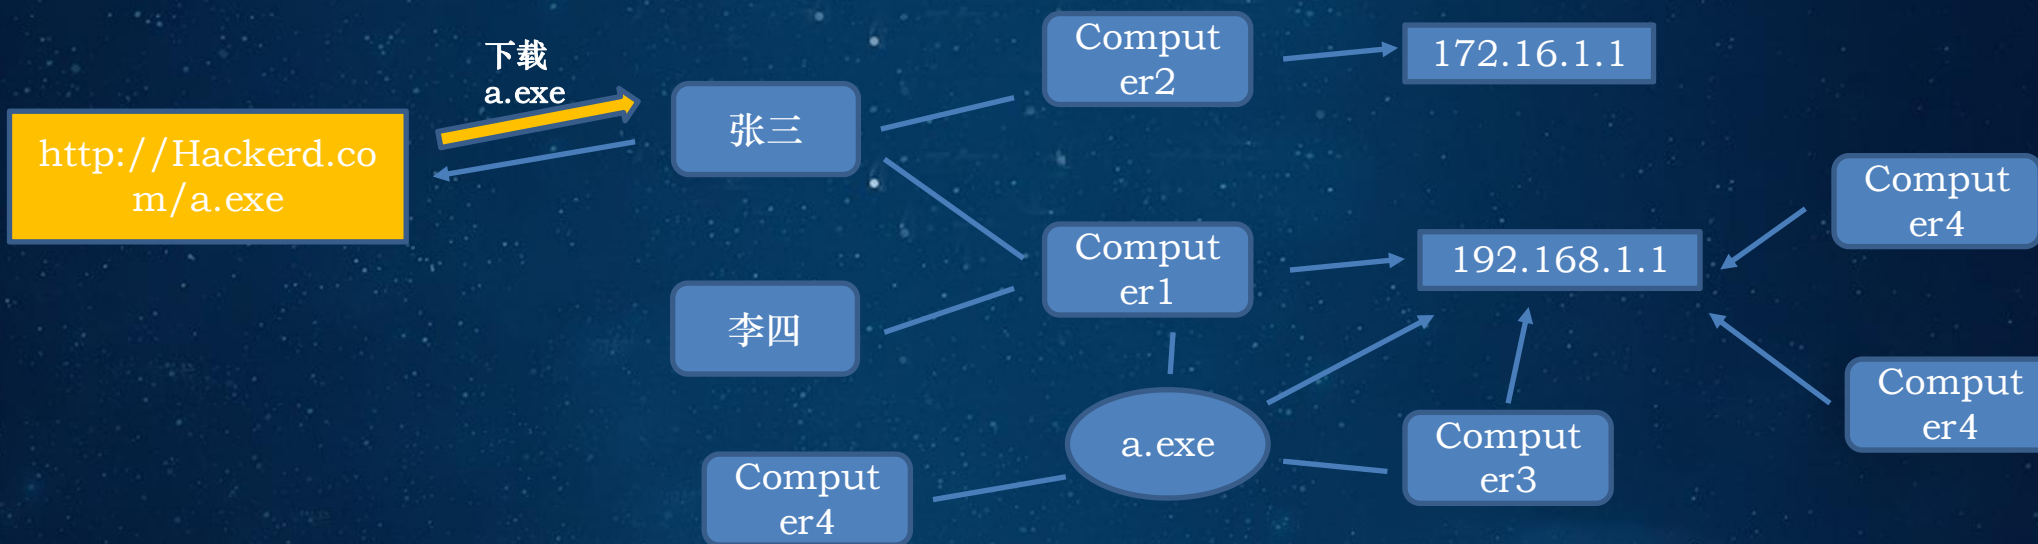 下载
a.exe
http://Hackerd.co
m/a.exe
张三
Comput
er2
172.16.1.1
李四
Comput
er1
192.168.1.1
Comput
er4
a.exe
Comput
er3
Comput
er4
Comput
er4